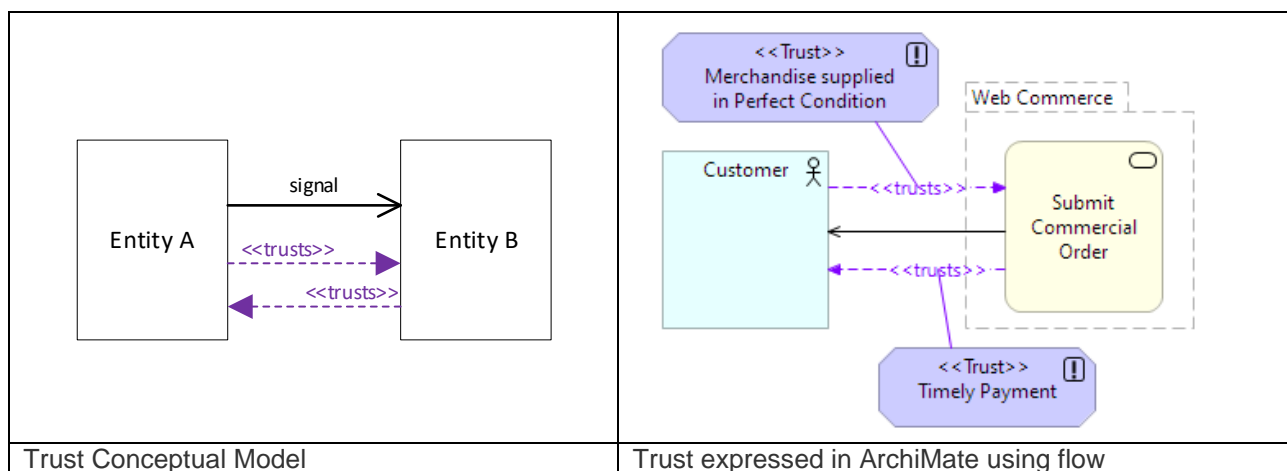 Entity A
signal
<<trusts>>
<<trusts>>
Entity B
Trust Conceptual Model
<<Trust>>
Merchandise supplied
in Perfect Condition
Web Commerce
Customer
<<trusts>>
Submit
Commercial
Order
<<trusts>>
<<Trust>>
Timely Payment
Trust expressed in ArchiMate using flow